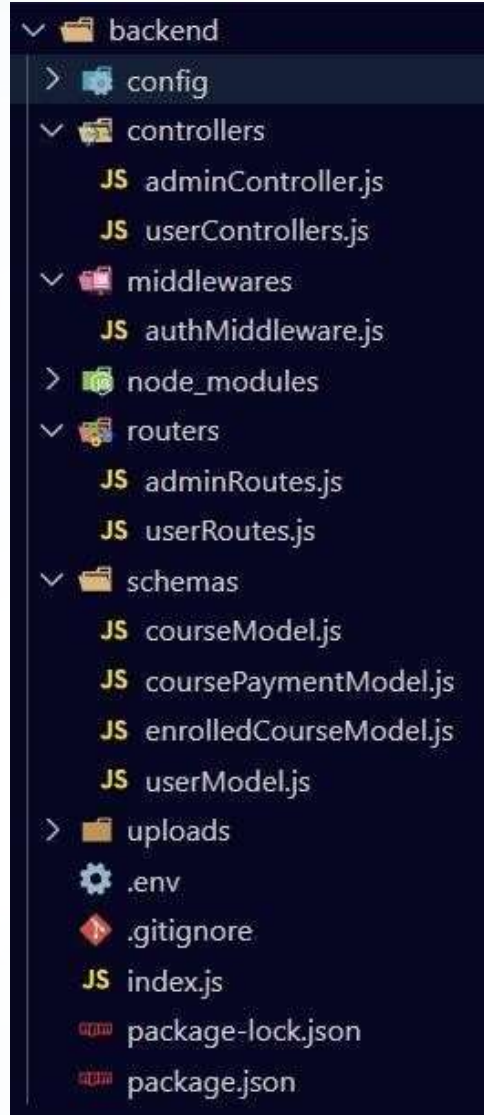 backend
config
controllers
JS adminController.js
JS userControllers.js
middlewares
JS authMiddleware.js
node_modules
routers
JS adminRoutes.js
JS userRoutes.js
schemas
JS courseModel.js
JS coursePaymentModel.js
JS enrolledCourseModel.js
JS userModel.js
uploads
.env
.gitignore
JS index.js
npm package-lock.json
npm package.json